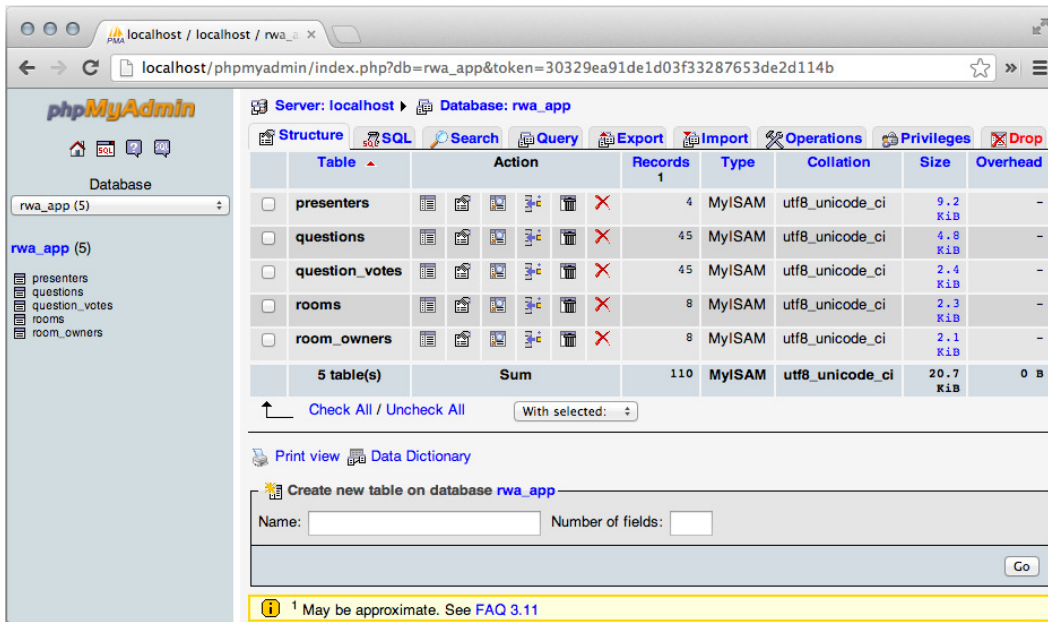 localhost / localhost / rwa_a
localhost/phpmyadmin/index.php?db=rwa_app&token=30329ea91de1d03f33287653de2d114b
phpMyAdmin
Database
rwa_app (5)
rwa_app (5)
presenters
questions
question_votes
rooms
room_owners
Server: localhost Database: rwa_app
Structure SQL Search Query Export Import Operations Privileges Drop
Table Action Records 1 Type Collation Size Overhead
presenters 4 MyISAM utf8_unicode_ci 9.2 KiB -
questions 45 MyISAM utf8_unicode_ci 4.8 KiB -
question_votes 45 MyISAM utf8_unicode_ci 2.4 KiB -
rooms 8 MyISAM utf8_unicode_ci 2.3 KiB -
room_owners 8 MyISAM utf8_unicode_ci 2.1 KiB -
5 table(s) Sum 110 MyISAM utf8_unicode_ci 20.7 KiB 0 B
Check All / Uncheck All With selected:
Print view Data Dictionary
Create new table on database rwa_app
Name: Number of fields:
Go
1 May be approximate. See FAQ 3.11